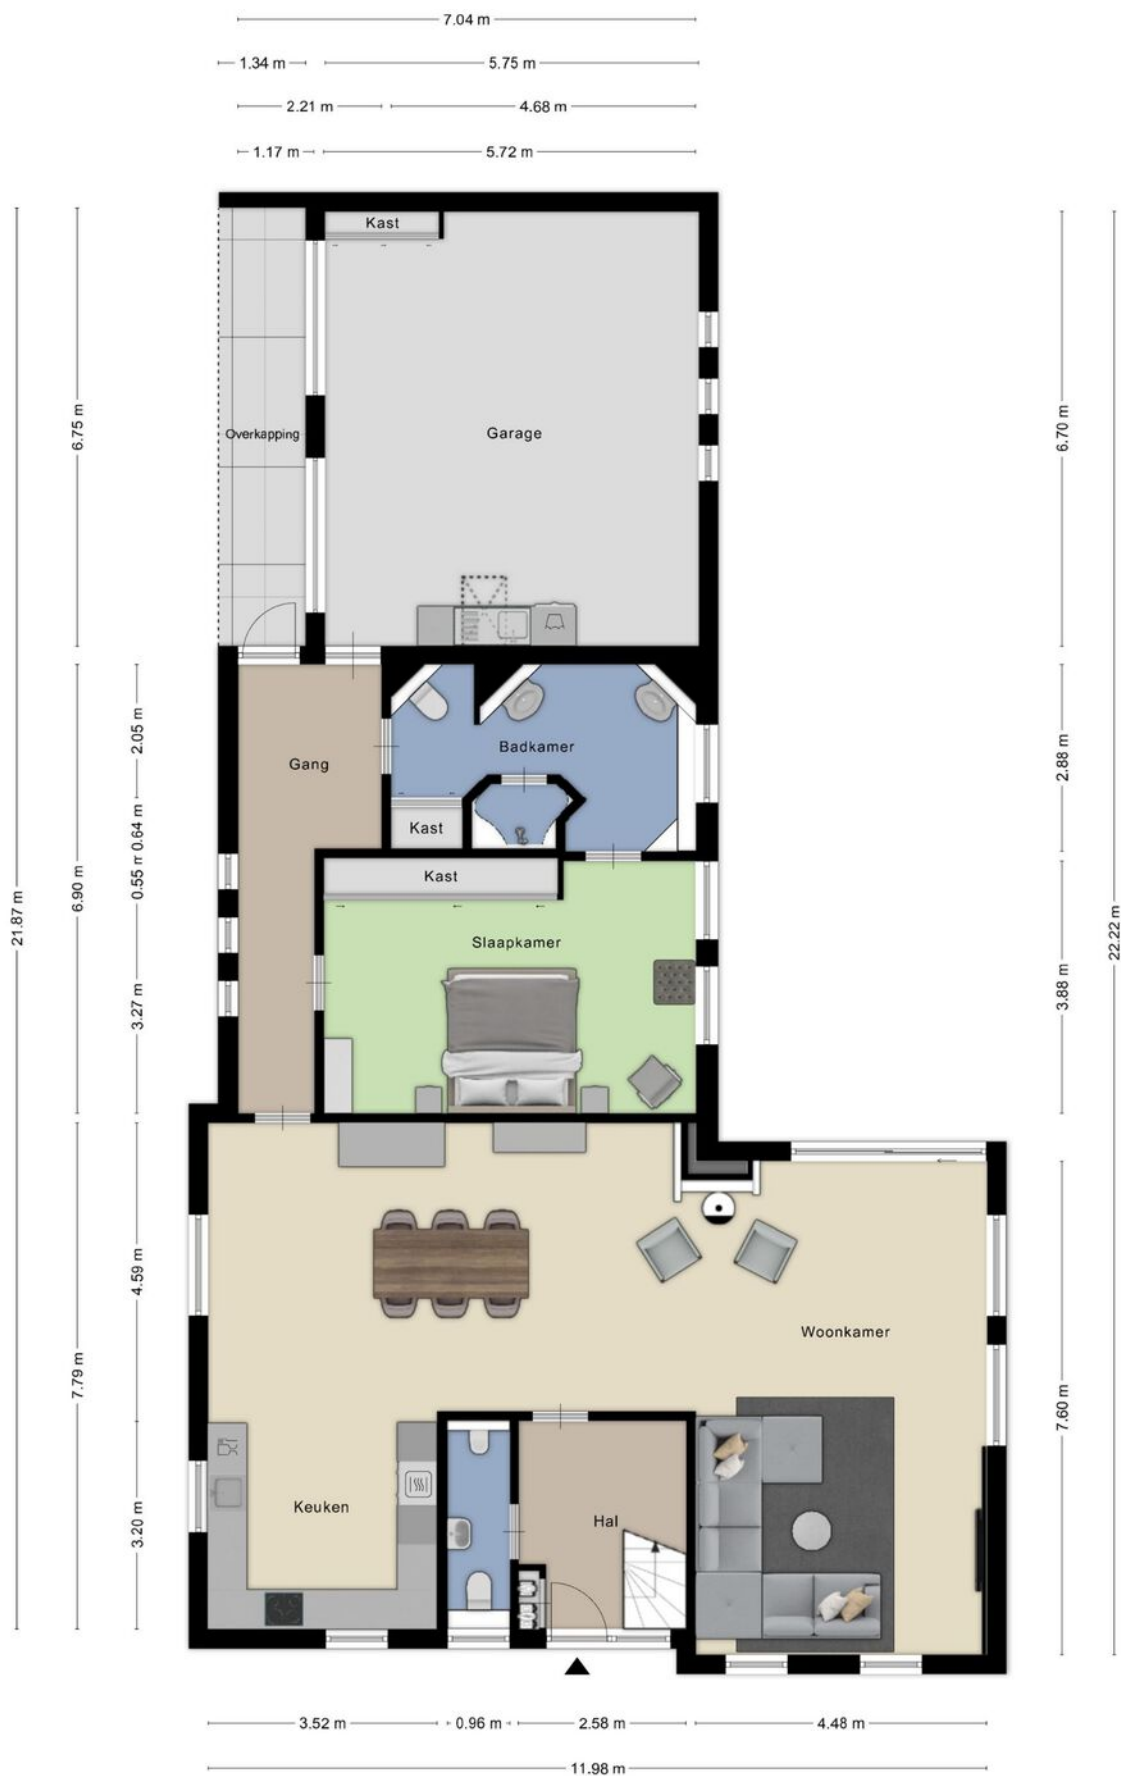 7.04 m
1.34 m
5.75 m
2.21 m
4.68 m
1.17 m
5.72 m
Kast
Overkapping
Garage
6.75 m
6.70 m
21.87 m
22.22 m
Gang
Badkamer
Kast
Kast
Slaapkamer
2.05 m
0.64 m
0.55 m
6.90 m
3.27 m
2.88 m
3.88 m
Woonkamer
4.59 m
7.79 m
7.60 m
Keuken
Hal
3.20 m
3.52 m
0.96 m
2.58 m
4.48 m
11.98 m